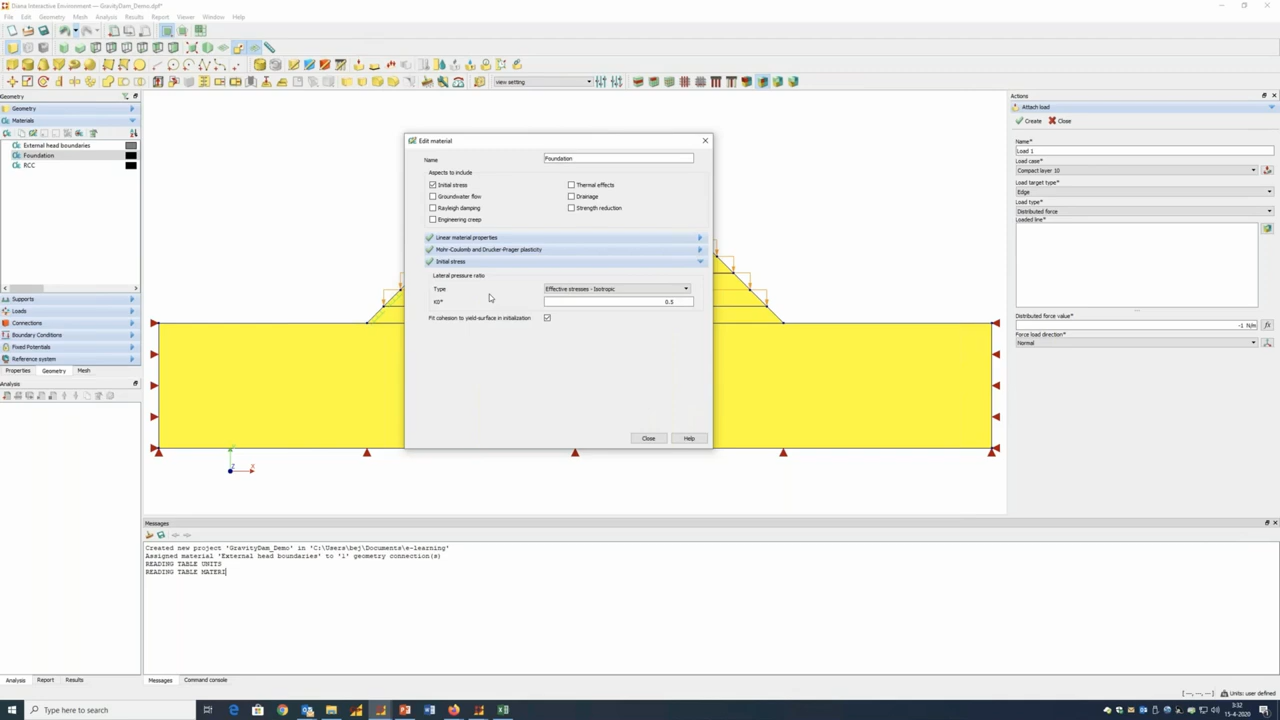 Diana Interactive Environment -- GravityDam_Demo.dpf*
File Edit Geometry Mesh Analysis Results Report Viewer Window Help
view setting
Geometry
Geometry
Materials
External head boundaries
Foundation
RCC
Supports
Loads
Connections
Boundary Conditions
Fixed Potentials
Reference system
Properties Geometry Mesh
Analysis
Analysis Report Results
Edit material
Name Foundation
Aspects to include
Initial stress Thermal effects
Groundwater flow Drainage
Rayleigh damping Strength reduction
Engineering creep
Linear material properties
Mohr-Coulomb and Drucker-Prager plasticity
Initial stress
Lateral pressure ratio
Type Effective stresses - Isotropic
K0* 0.5
Fit cohesion to yield-surface in initialization
Close Help
Z X
Actions
Attach load
Create Close
Name*
Load 1
Load case*
Compact layer 10
Load target type*
Edge
Load type*
Distributed force
Loaded line*
Distributed force value*
-1 N/m fx
Force load direction*
Normal
Messages
Created new project 'GravityDam_Demo' in 'C:\Users\bej\Documents\e-learning'
Assigned material 'External head boundaries' to '1' geometry connection(s)
READING TABLE UNITS
READING TABLE MATERI
Messages Command console
[---, ---, ---] Units: user defined
Type here to search
3:32
15-4-2020